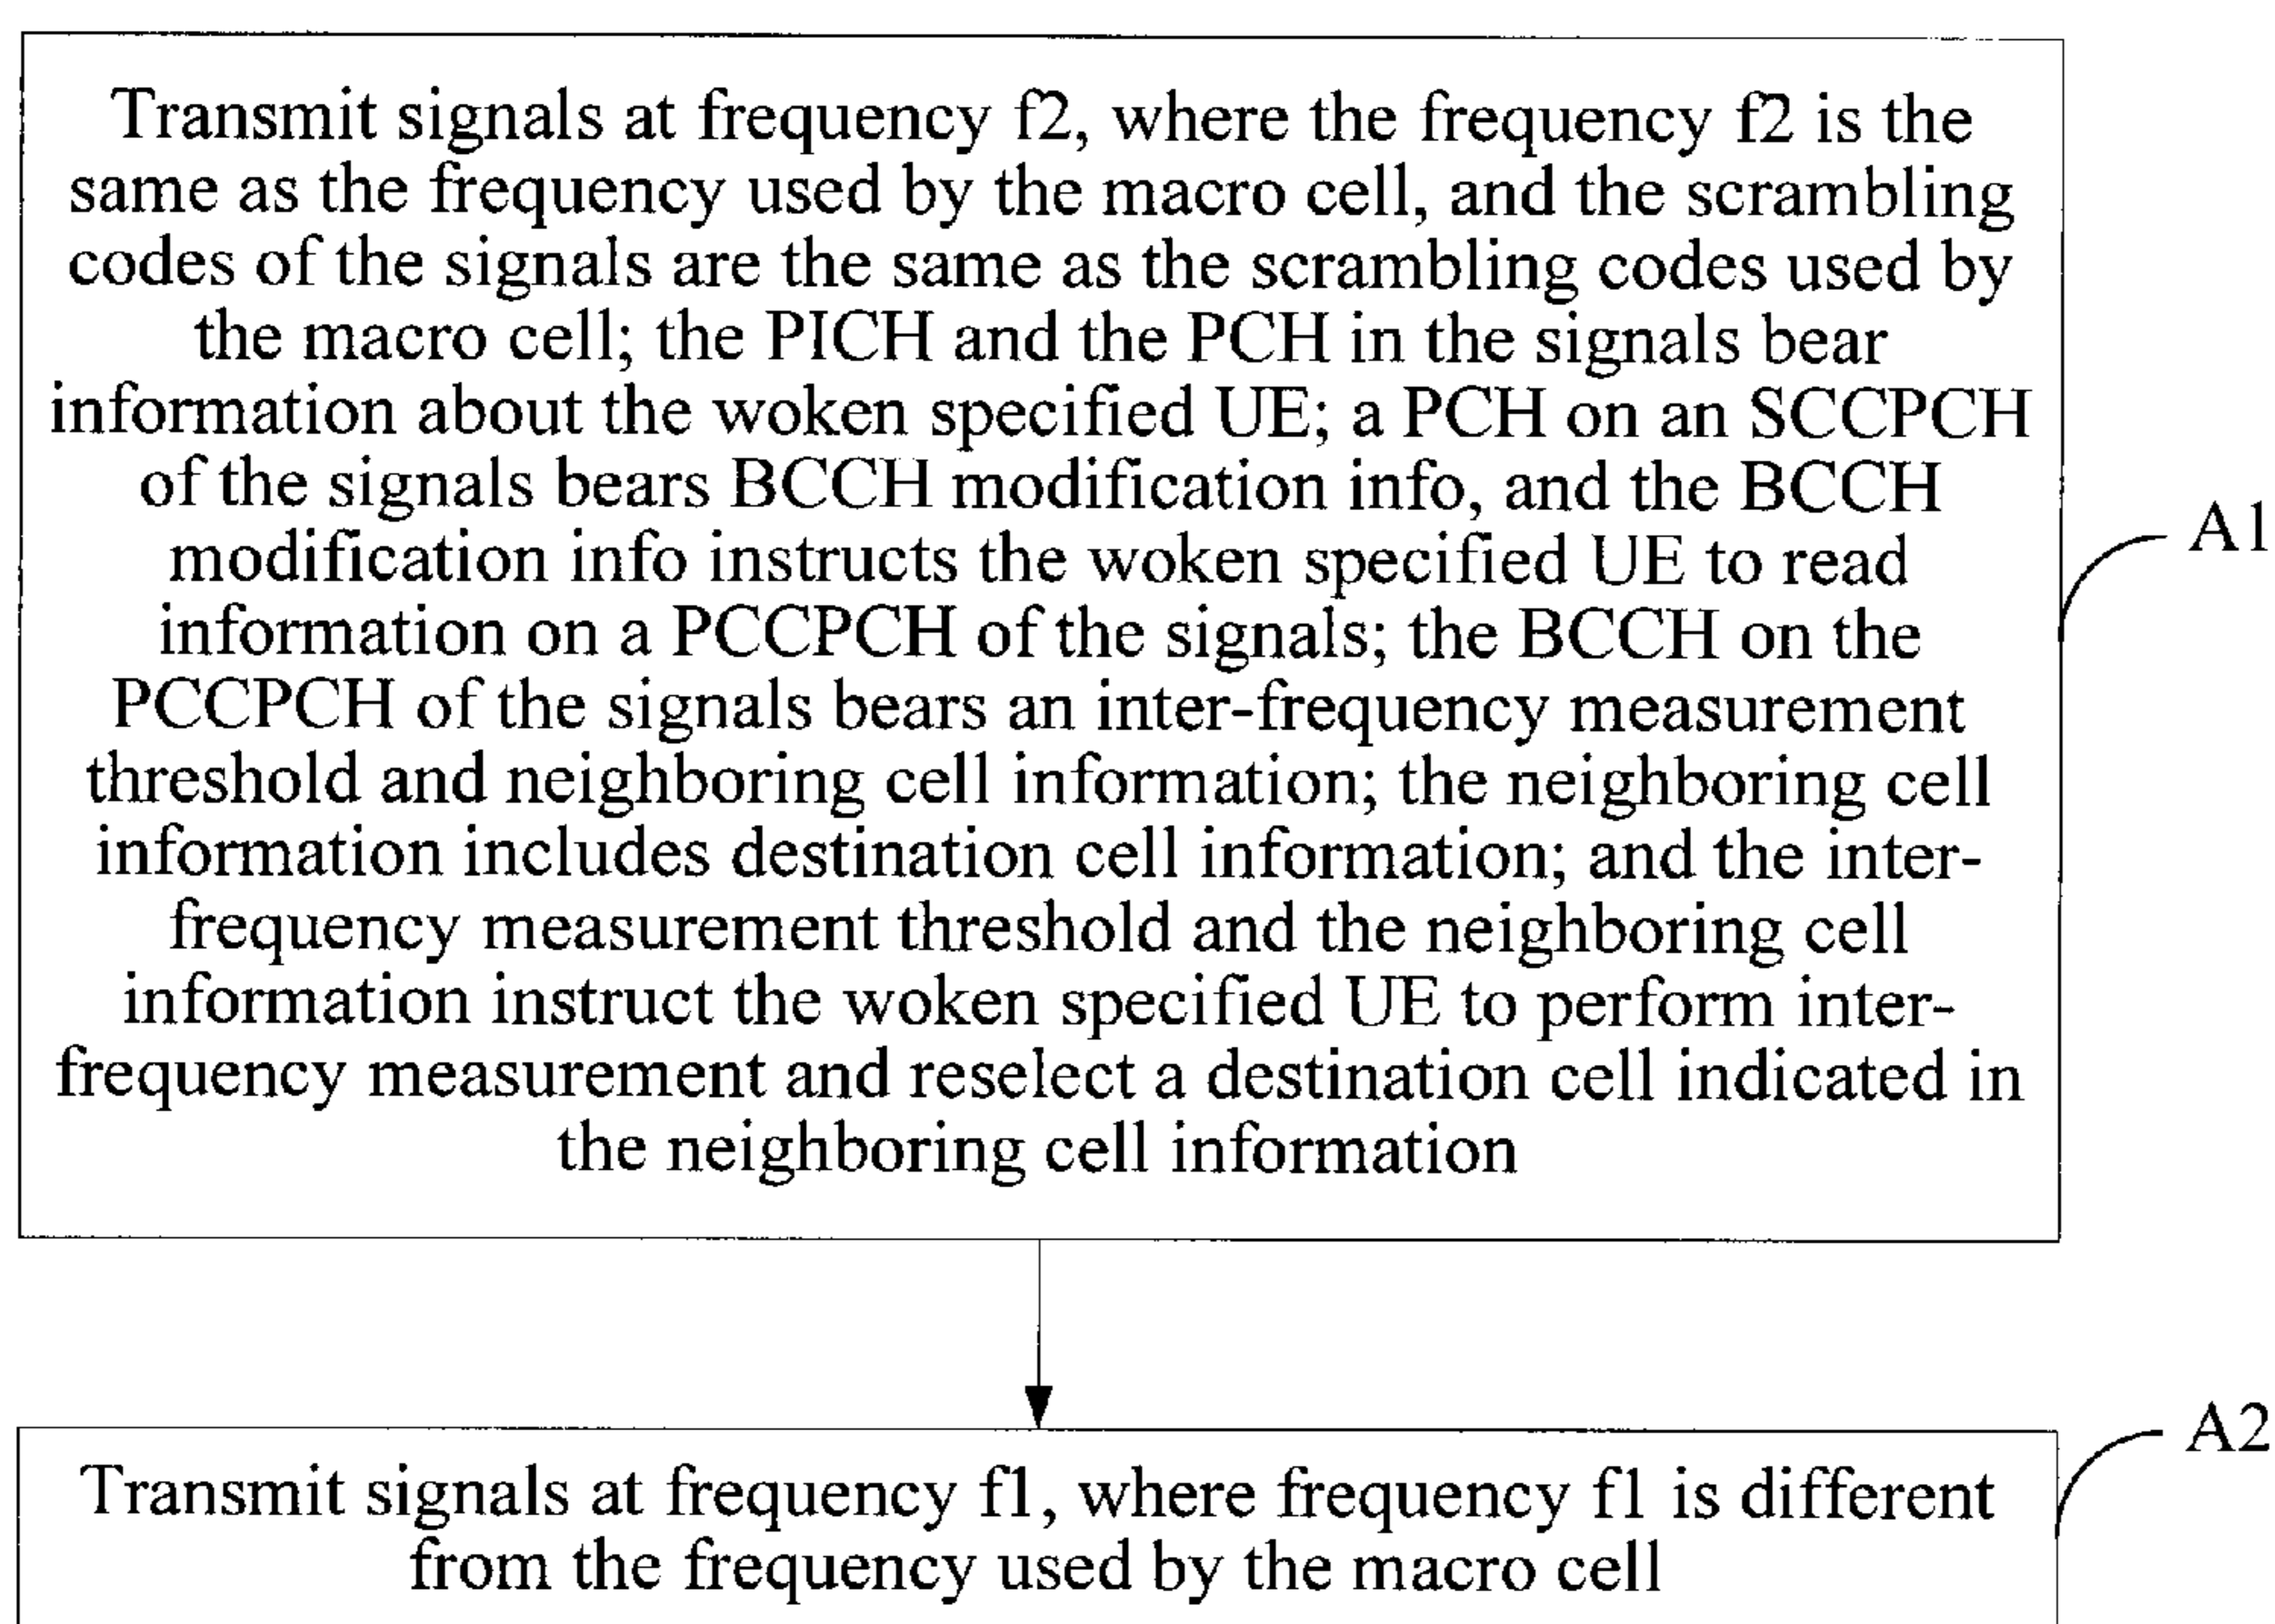 Transmit signals at frequency f2, where the frequency f2 is the
same as the frequency used by the macro cell, and the scrambling
codes of the signals are the same as the scrambling codes used by
the macro cell; the PICH and the PCH in the signals bear
information about the woken specified UE; a PCH on an SCCPCH
of the signals bears BCCH modification info, and the BCCH
modification info instructs the woken specified UE to read
information on a PCCPCH of the signals; the BCCH on the
PCCPCH of the signals bears an inter-frequency measurement
threshold and neighboring cell information; the neighboring cell
information includes destination cell information; and the inter-
frequency measurement threshold and the neighboring cell
information instruct the woken specified UE to perform inter-
frequency measurement and reselect a destination cell indicated in
the neighboring cell information
A1
A2
Transmit signals at frequency f1, where frequency f1 is different
from the frequency used by the macro cell